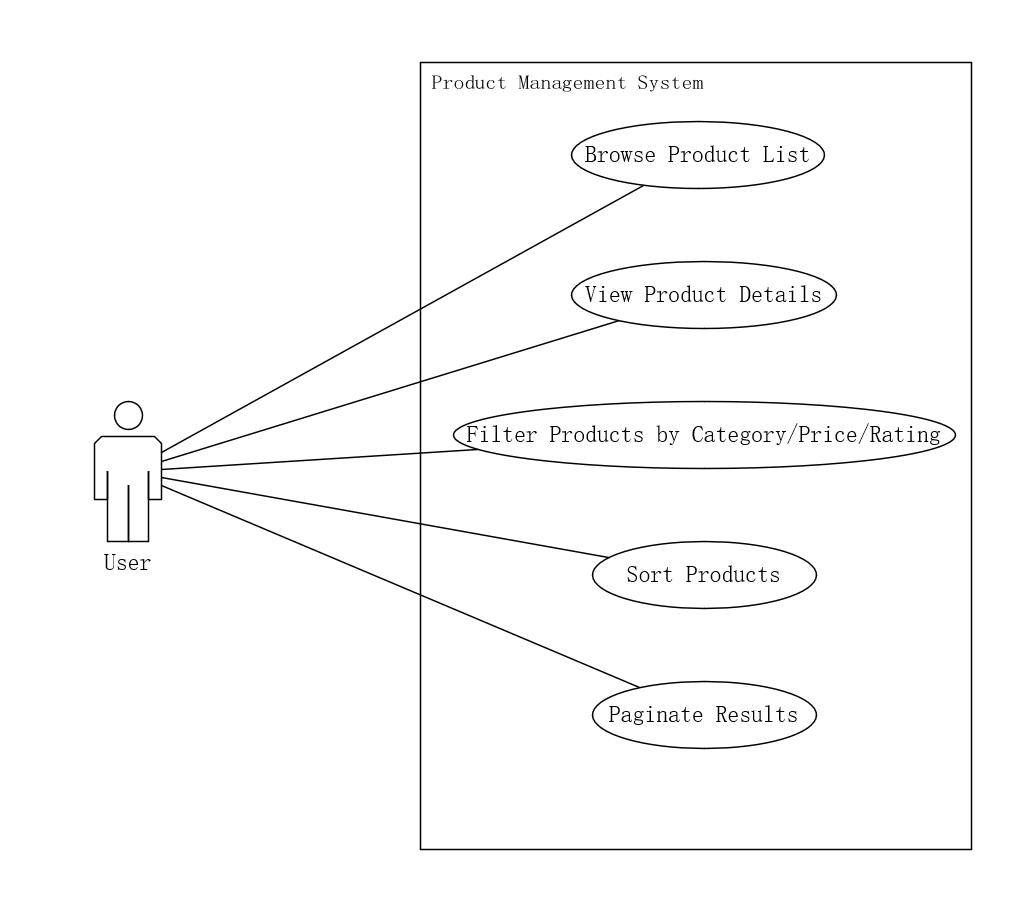 Product Management System
Browse Product List
View Product Details
Filter Products by Category/Price/Rating
Sort Products
User
Paginate Results